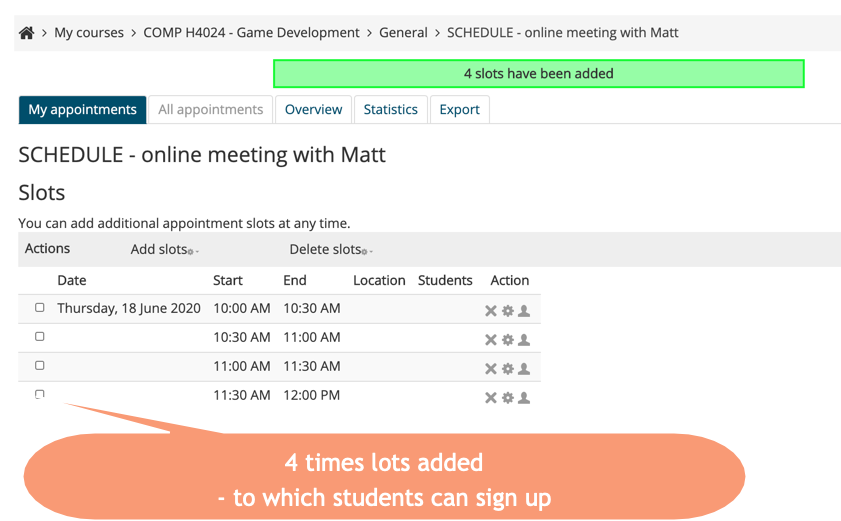 My courses > COMP H4024 - Game Development > General > SCHEDULE - online meeting with Matt
4 slots have been added
My appointments All appointments Overview Statistics Export
SCHEDULE - online meeting with Matt
Slots
You can add additional appointment slots at any time.
Actions Add slots Delete slots
Date Start End Location Students Action
Thursday, 18 June 2020 10:00 AM 10:30 AM
10:30 AM 11:00 AM
11:00 AM 11:30 AM
11:30 AM 12:00 PM
4 times lots added
- to which students can sign up